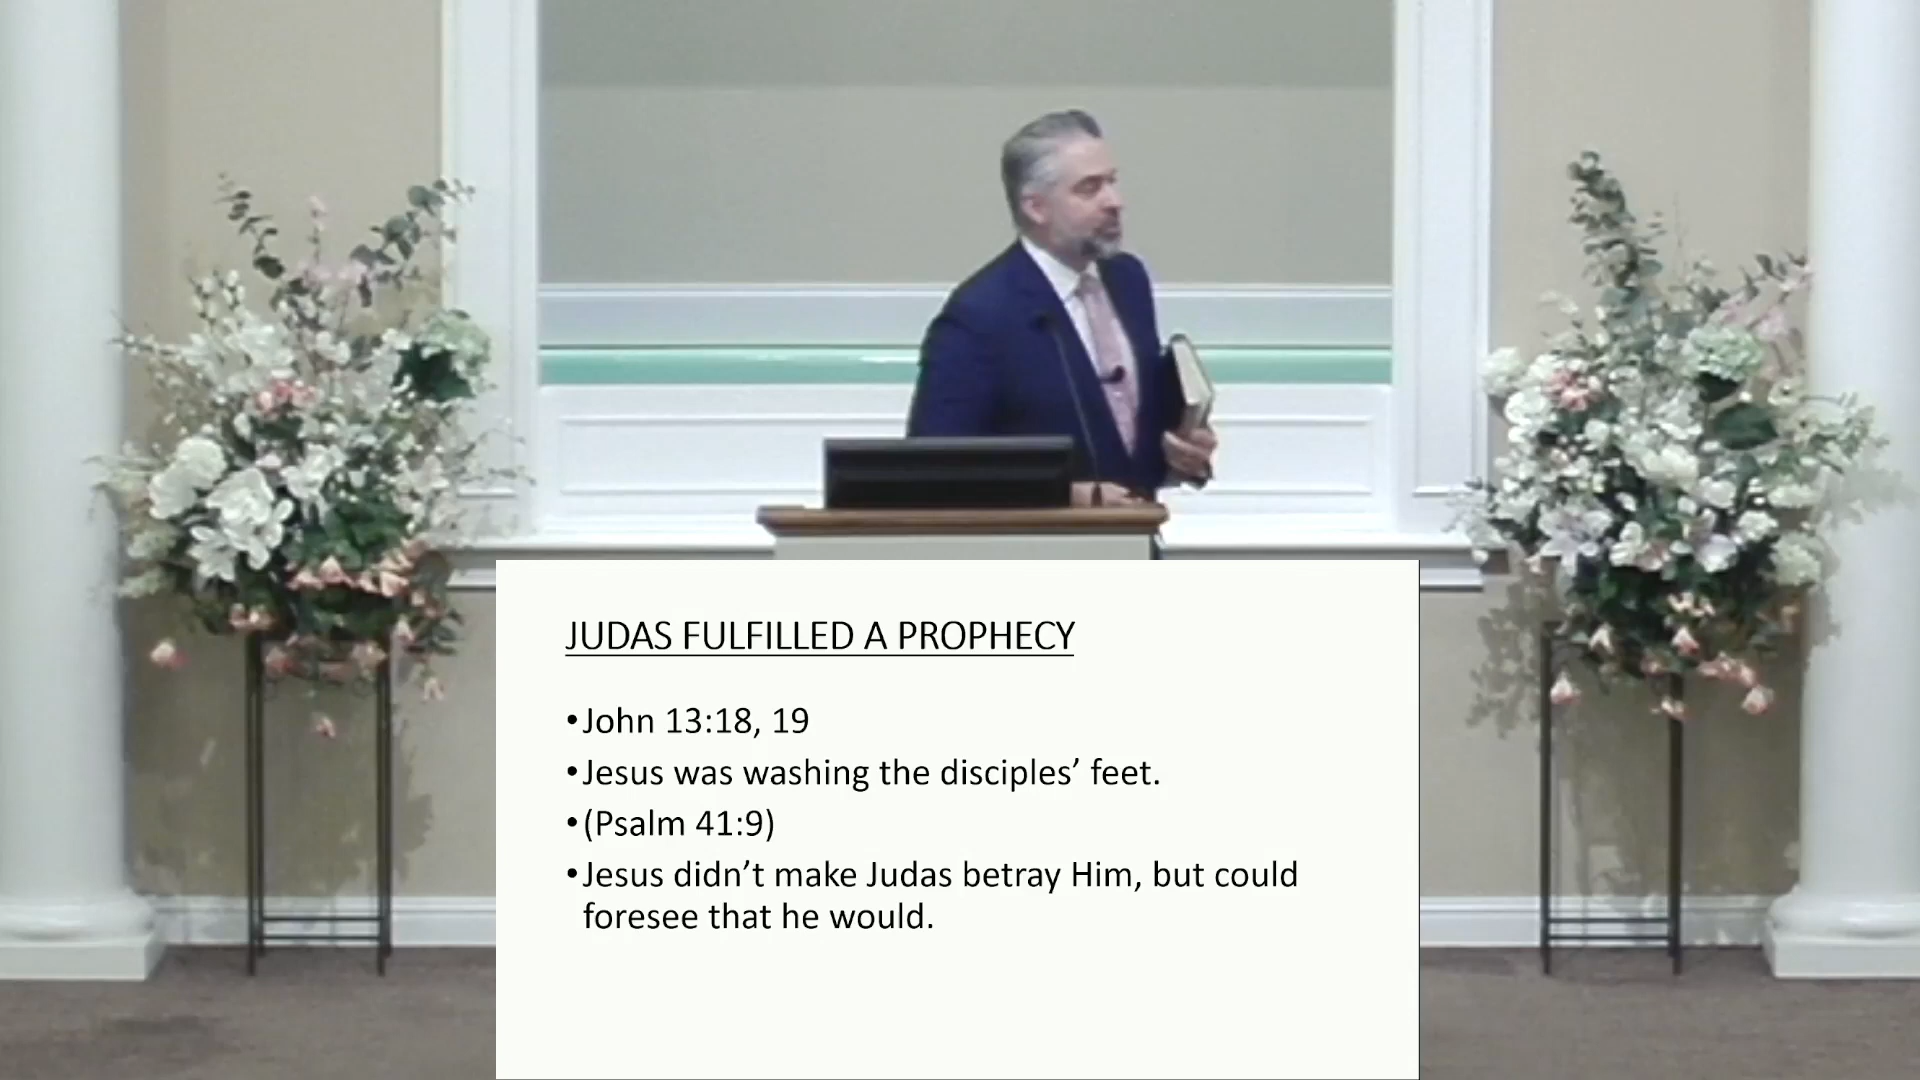 JUDAS FULFILLED A PROPHECY
•John 13:18, 19
•Jesus was washing the disciples’ feet.
•(Psalm 41:9)
•Jesus didn’t make Judas betray Him, but could
foresee that he would.